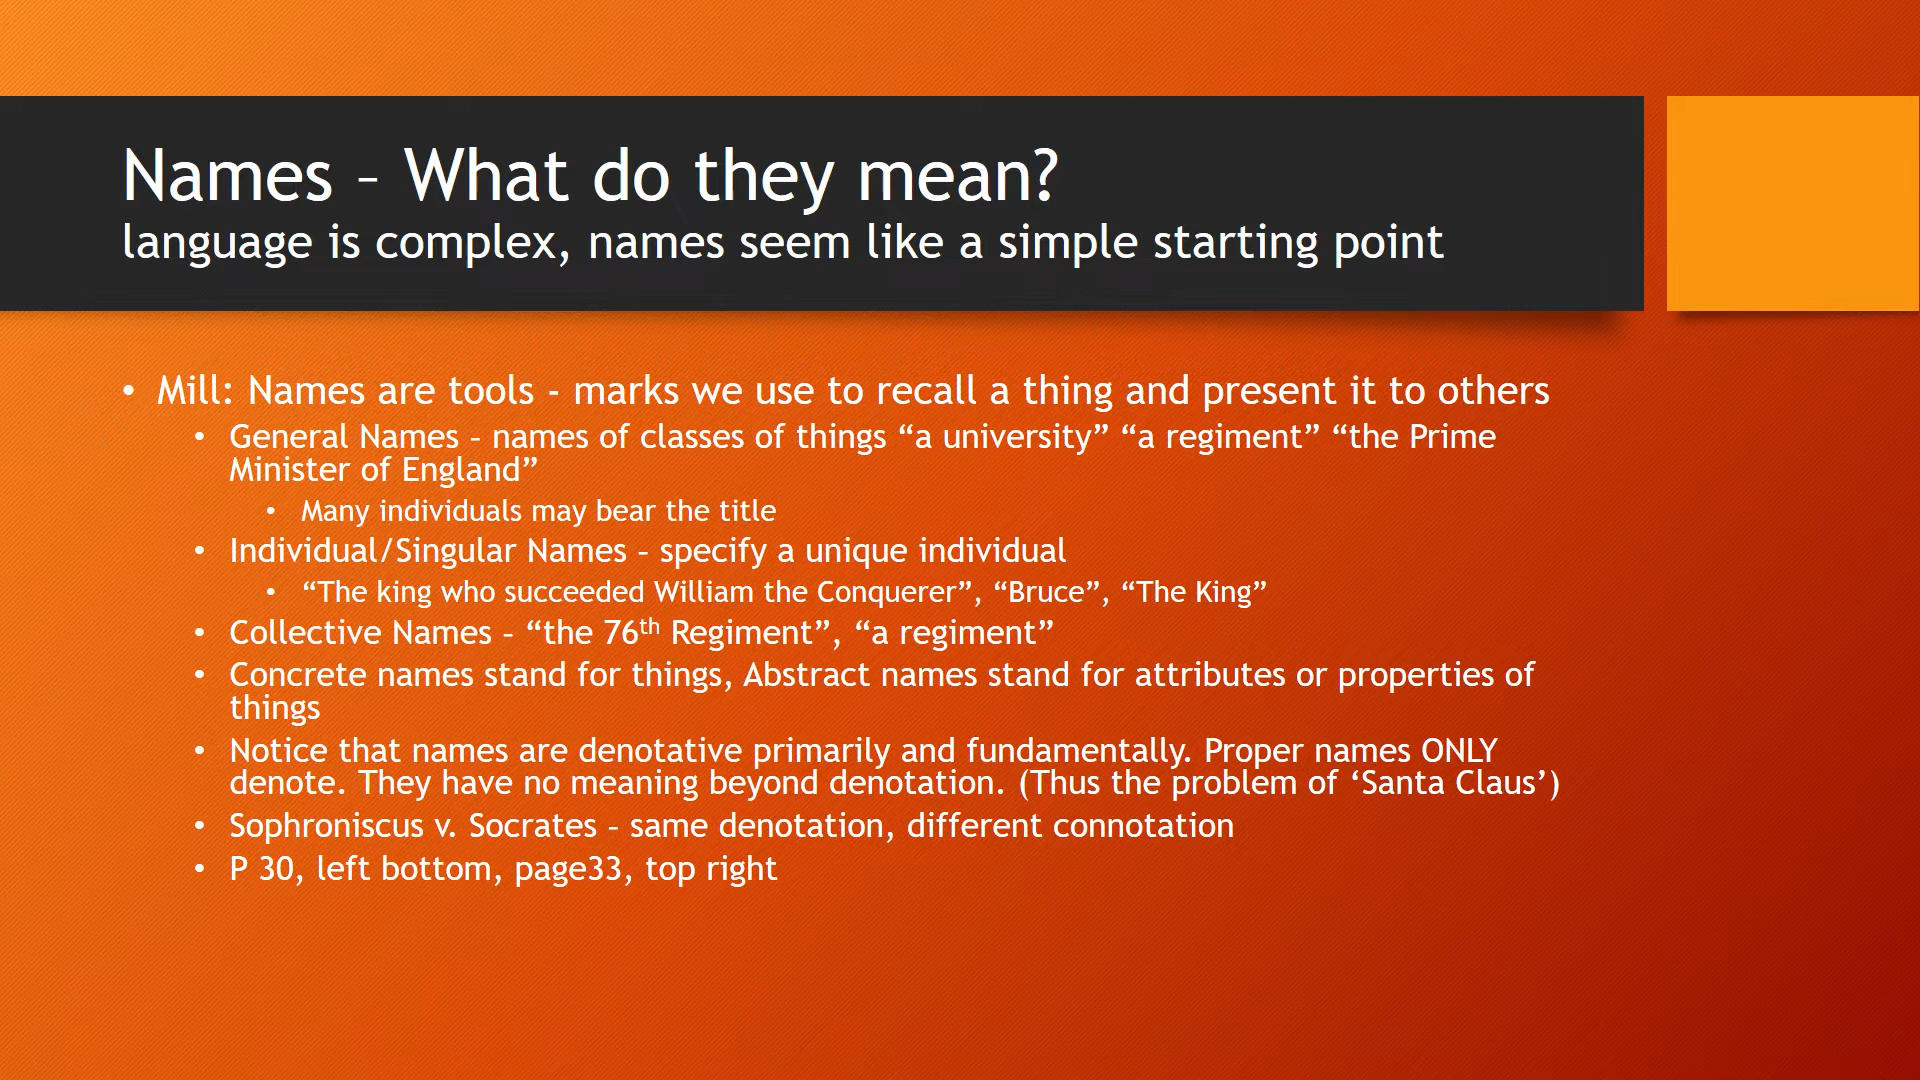 Names – What do they mean?
language is complex, names seem like a simple starting point
• Mill: Names are tools - marks we use to recall a thing and present it to others
• General Names – names of classes of things “a university” “a regiment” “the Prime
Minister of England”
• Many individuals may bear the title
• Individual/Singular Names – specify a unique individual
• “The king who succeeded William the Conquerer”, “Bruce”, “The King”
• Collective Names – “the 76th Regiment”, “a regiment”
• Concrete names stand for things, Abstract names stand for attributes or properties of
things
• Notice that names are denotative primarily and fundamentally. Proper names ONLY
denote. They have no meaning beyond denotation. (Thus the problem of ‘Santa Claus’)
• Sophroniscus v. Socrates – same denotation, different connotation
• P 30, left bottom, page33, top right